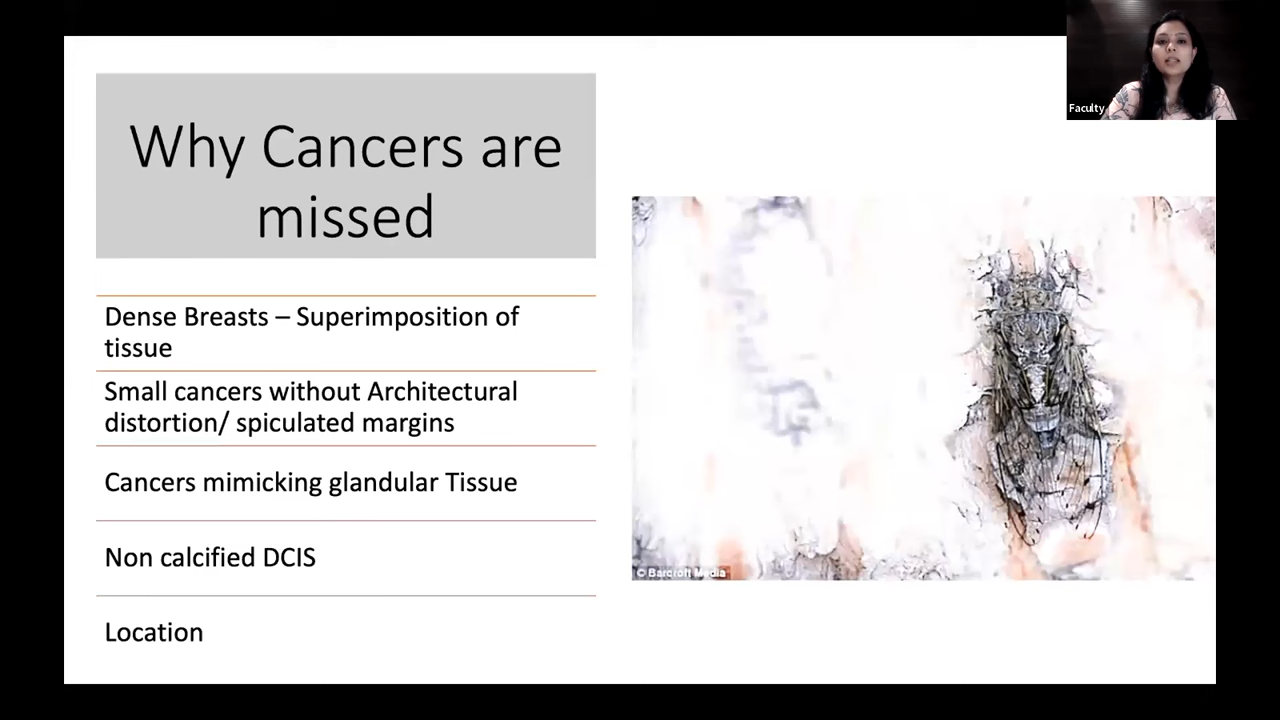 Why Cancers are
missed
Dense Breasts – Superimposition of
tissue
Small cancers without Architectural
distortion/ spiculated margins
Cancers mimicking glandular Tissue
Non calcified DCIS
Location
Faculty
© Barcroft Media